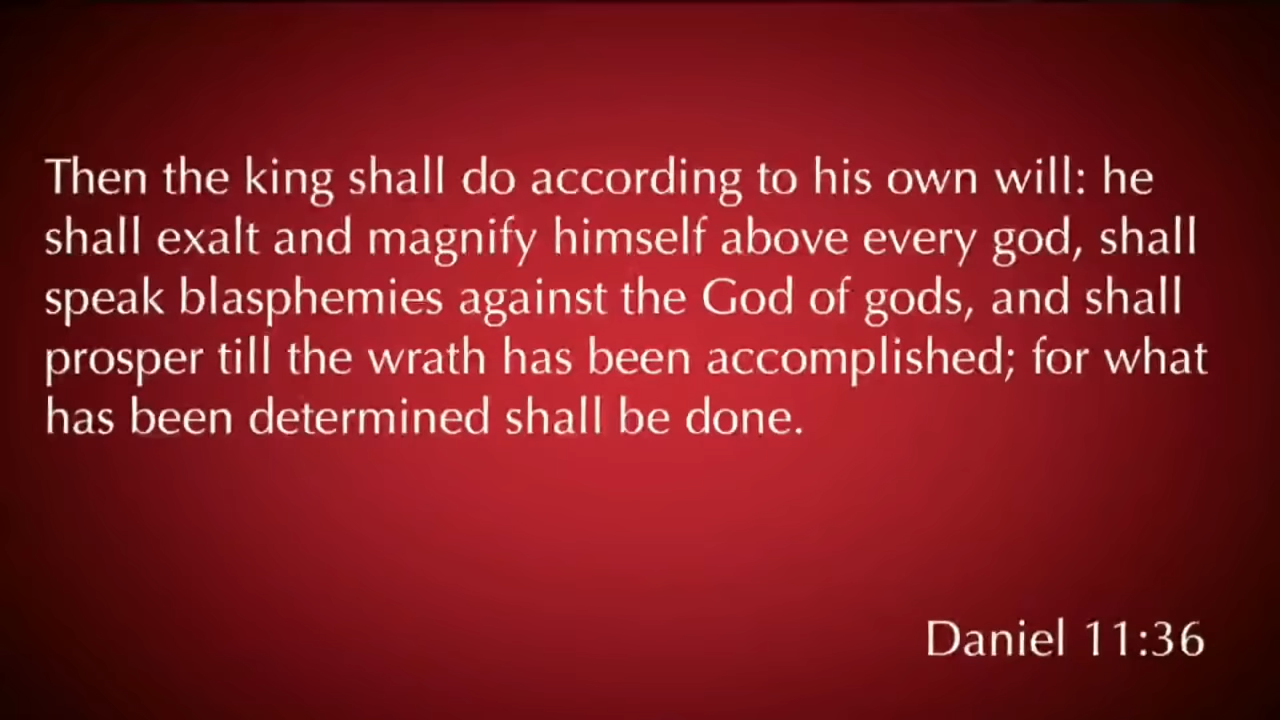 Then the king shall do according to his own will: he
shall exalt and magnify himself above every god, shall
speak blasphemies against the God of gods, and shall
prosper till the wrath has been accomplished; for what
has been determined shall be done.
Daniel 11:36